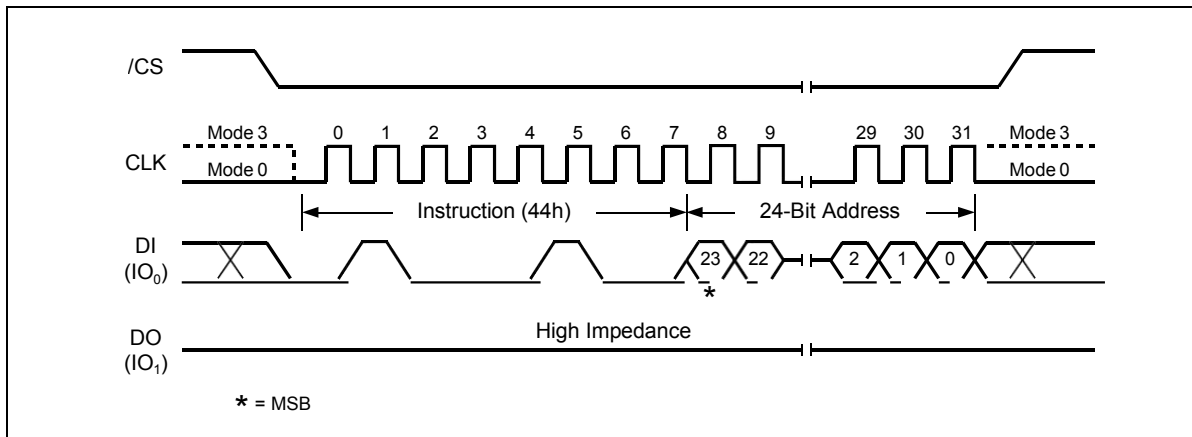 /CS
Mode 3 0 1 2 3 4 5 6 7 8 9 29 30 31 Mode 3
CLK Mode 0 Mode 0
Instruction (44h) 24-Bit Address
DI
(IO0) 23 22 2 1 0
*
High Impedance
DO
(IO1)
* = MSB